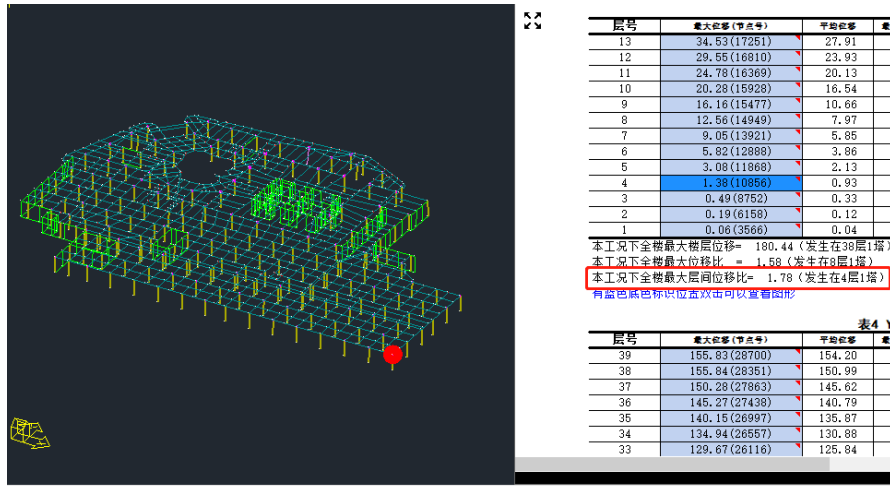 层号 最大位移(节点号) 平均位移
13 34.53(17251) 27.91
12 29.55(16810) 23.93
11 24.78(16369) 20.13
10 20.28(15928) 16.54
9 16.16(15477) 10.66
8 12.56(14949) 7.97
7 9.05(13921) 5.85
6 5.82(12888) 3.86
5 3.08(11868) 2.13
4 1.38(10856) 0.93
3 0.49(8752) 0.33
2 0.19(6158) 0.12
1 0.06(3566) 0.04
本工况下全楼最大楼层位移= 180.44 (发生在38层1塔)
本工况下全楼最大位移比 = 1.58 (发生在8层1塔)
本工况下全楼最大层间位移比= 1.78 (发生在4层1塔)
有蓝色底色标识位置双击可以查看图形
表4 Y
层号 最大位移(节点号) 平均位移
39 155.83(28700) 154.20
38 155.84(28351) 150.99
37 150.28(27863) 145.62
36 145.27(27438) 140.79
35 140.15(26997) 135.87
34 134.94(26557) 130.88
33 129.67(26116) 125.84